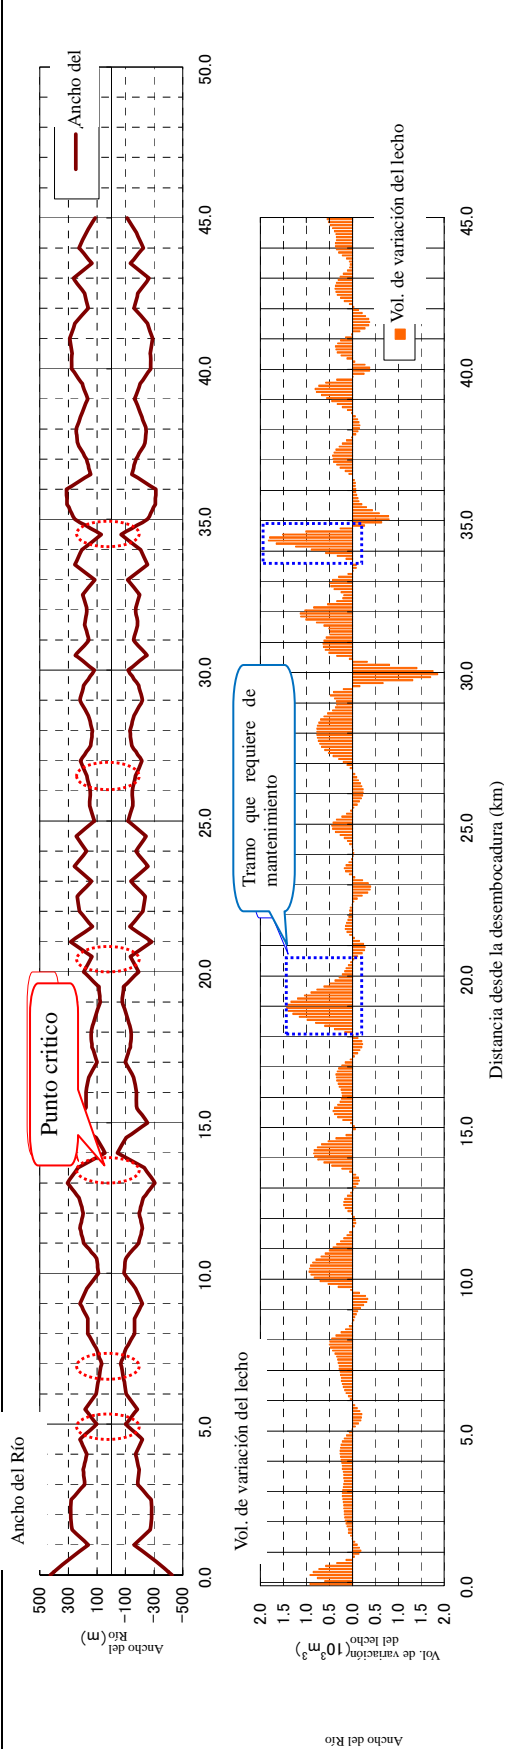 Ancho del Río
Punto critico
Ancho del
500
300
100
-100
-300
-500
Ancho del
Río(m)
0.0
5.0
10.0
15.0
20.0
25.0
30.0
35.0
40.0
45.0
50.0
Vol. de variación del lecho
Tramo que requiere de
mantenimiento
Vol. de variación del lecho
2.0
1.5
1.0
0.5
0.0
0.5
1.0
1.5
2.0
Vol. de variación
del lecho (10³m³)
0.0
5.0
10.0
15.0
20.0
25.0
30.0
35.0
40.0
45.0
Distancia desde la desembocadura (km)
Ancho del Río